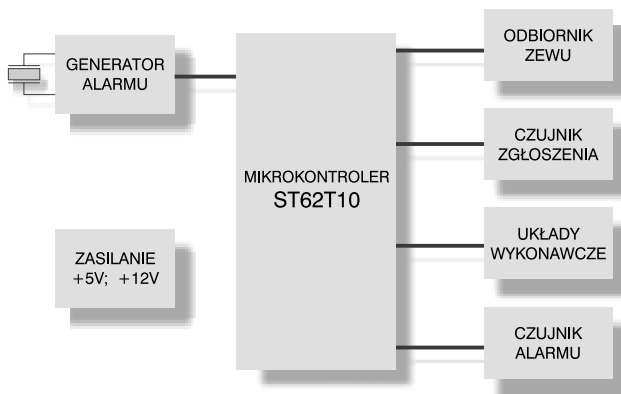 GENERATOR
ALARMU
ZASILANIE
+5V; +12V
MIKROKONTROLER
ST62T10
ODBIORNIK
ZEWU
CZUJNIK
ZGŁOSZENIA
UKŁADY
WYKONAWCZE
CZUJNIK
ALARMU